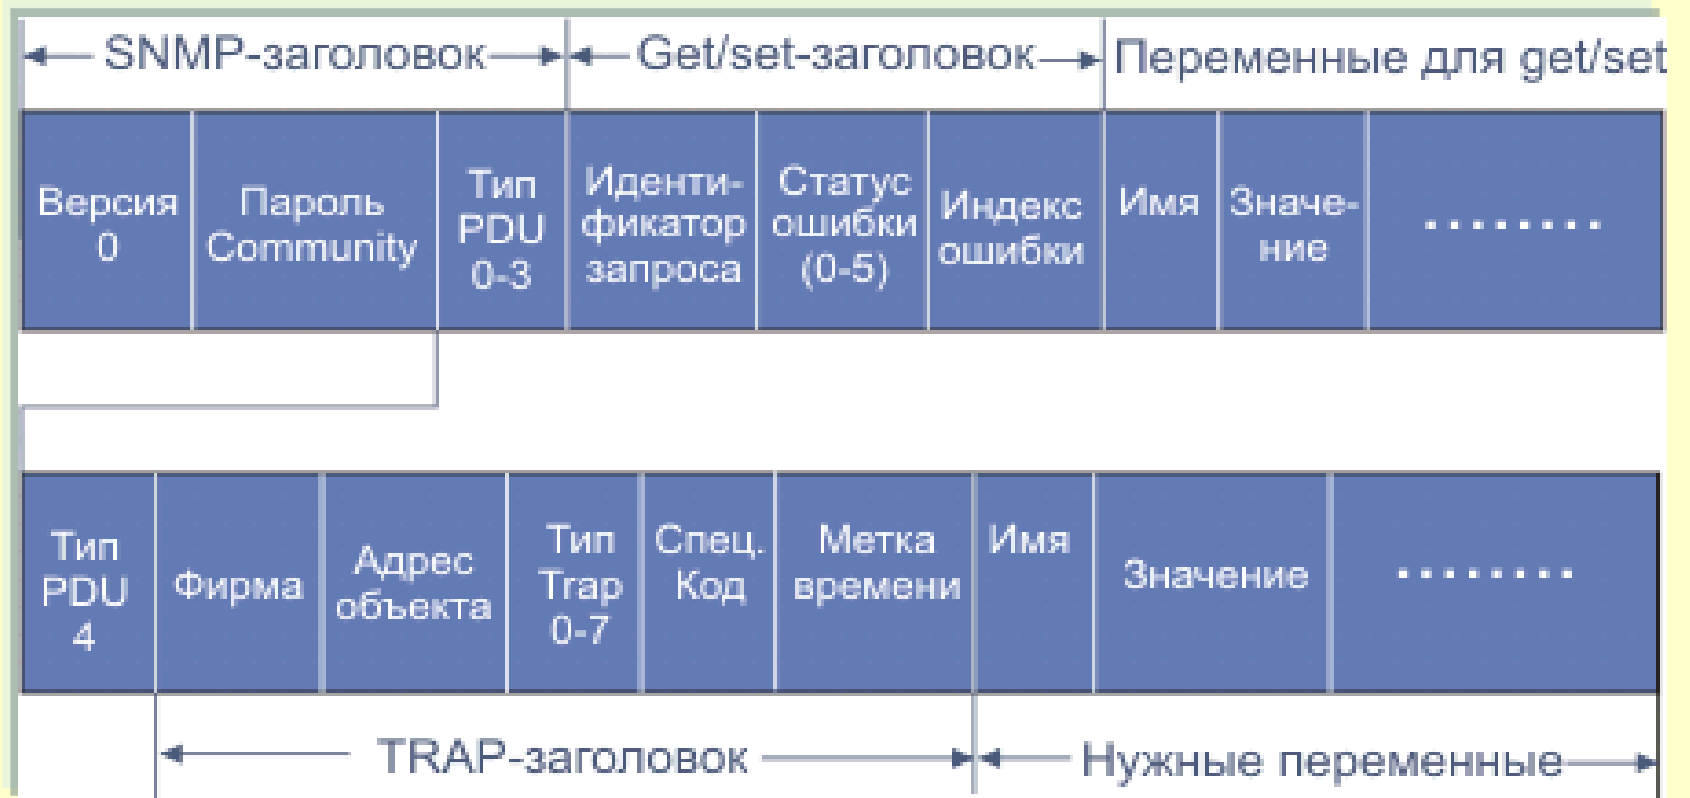 SNMP-заголовок
Get/set-заголовок
Переменные для get/set
Версия
0
Пароль
Community
Тип
PDU
0-3
Иденти-
фикатор
запроса
Статус
ошибки
(0-5)
Индекс
ошибки
Имя
Значе-
ние
........
Тип
PDU
4
Фирма
Адрес
объекта
Тип
Trap
0-7
Спец.
Код
Метка
времени
Имя
Значение
........
TRAP-заголовок
Нужные переменные